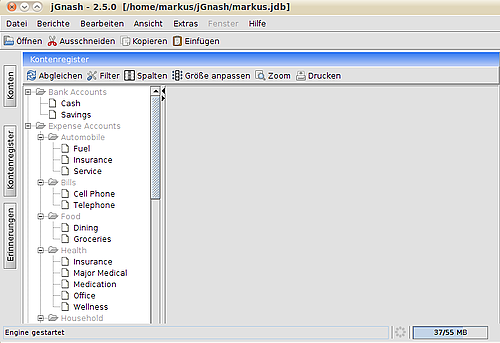 jGnash - 2.5.0 [/home/markus/jGnash/markus.jdb]
Datei Berichte Bearbeiten Ansicht Extras Fenster Hilfe
Öffnen Ausschneiden Kopieren Einfügen
Kontenregister
Abgleichen Filter Spalten Größe anpassen Zoom Drucken
Konten
Kontenregister
Erinnerungen
Bank Accounts
Cash
Savings
Expense Accounts
Automobile
Fuel
Insurance
Service
Bills
Cell Phone
Telephone
Food
Dining
Groceries
Health
Insurance
Major Medical
Medication
Office
Wellness
Household
Engine gestartet
37/55 MB